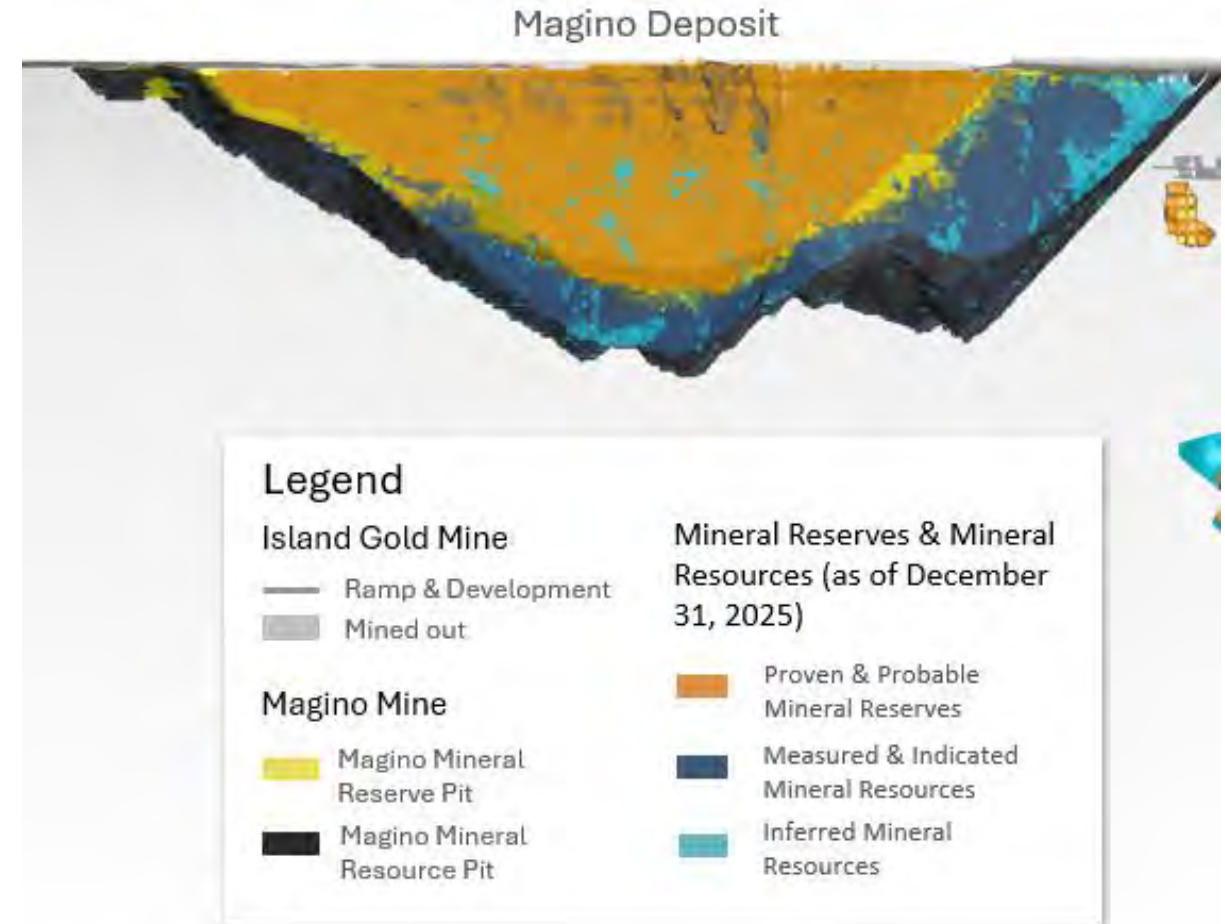 Magino Deposit
Legend
Island Gold Mine
Ramp & Development
Mined out
Magino Mine
Magino Mineral
Reserve Pit
Magino Mineral
Resource Pit
Mineral Reserves & Mineral
Resources (as of December
31, 2025)
Proven & Probable
Mineral Reserves
Measured & Indicated
Mineral Resources
Inferred Mineral
Resources